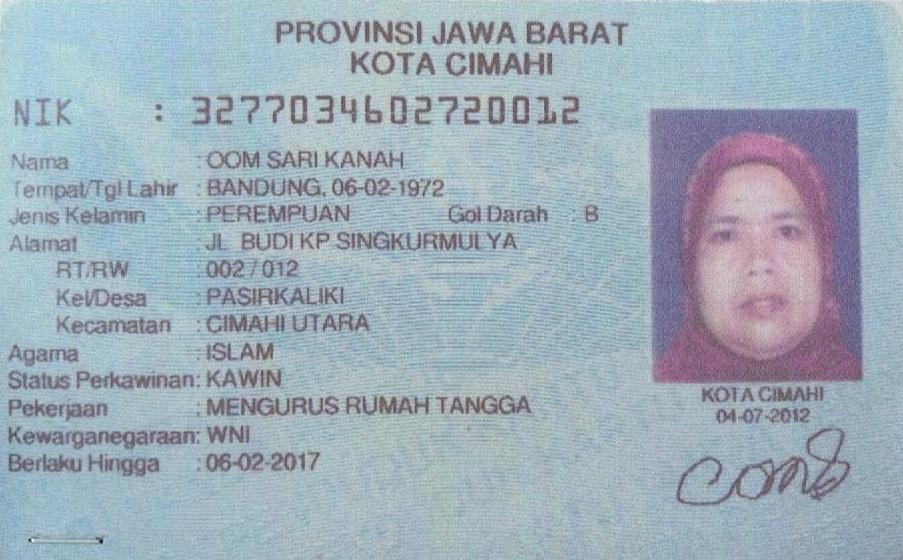 PROVINSI JAWA BARAT
KOTA CIMAHI
NIK : 3277034602720012
Nama : OOM SARI KANAH
Tempat/Tgl Lahir : BANDUNG, 06-02-1972
Jenis Kelamin : PEREMPUAN Gol Darah : B
Alamat : JL BUDI KP SINGKURMULYA
RT/RW : 002 / 012
Kel/Desa : PASIRKALIKI
Kecamatan : CIMAHI UTARA
Agama : ISLAM
Status Perkawinan: KAWIN
Pekerjaan : MENGURUS RUMAH TANGGA
Kewarganegaraan: WNI
Berlaku Hingga : 06-02-2017
KOTA CIMAHI
04-07-2012